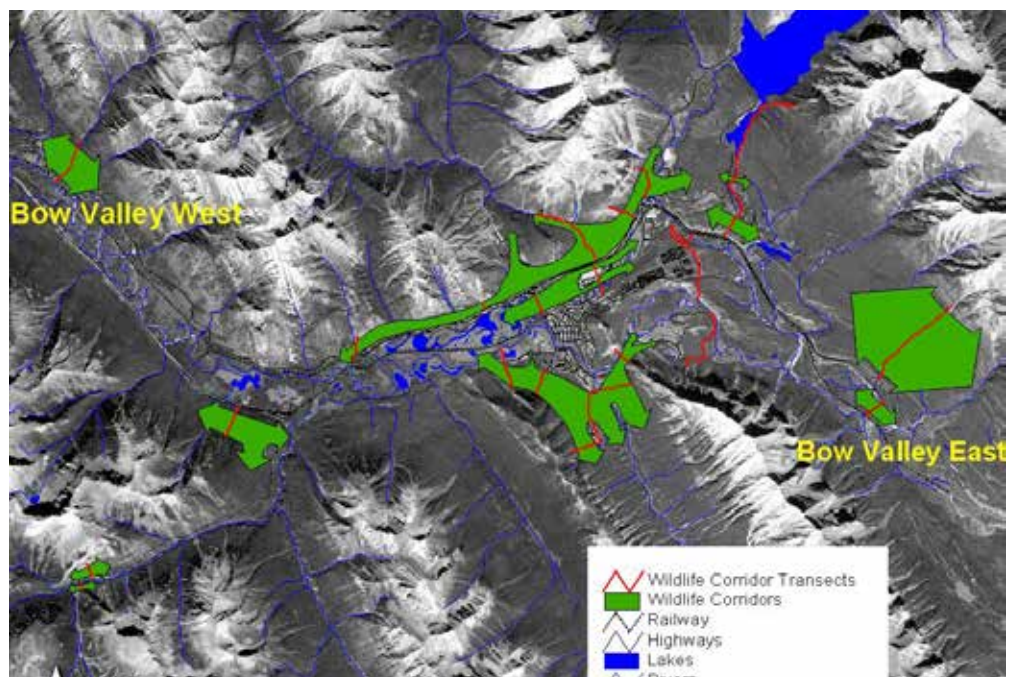 Bow Valley West
Bow Valley East
Wildlife Corridor Transects
Wildlife Corridors
Railway
Highways
Lakes